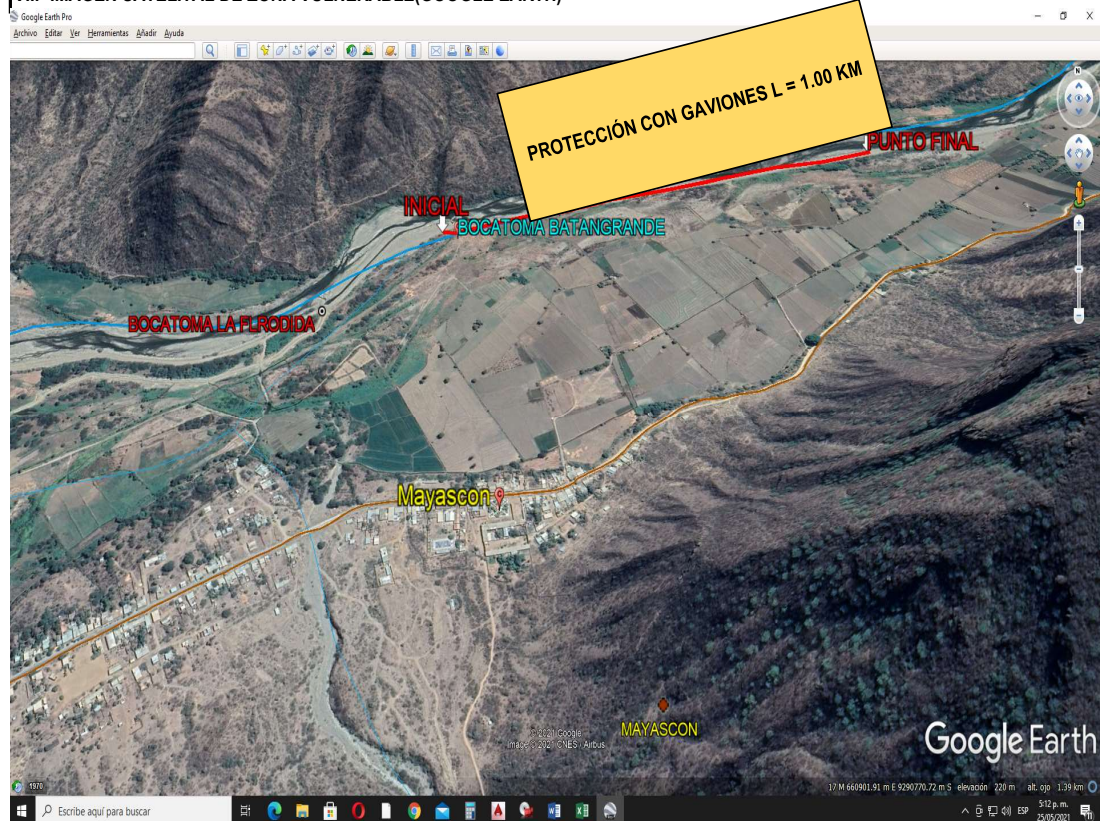 Google Earth Pro
Archivo Editar Ver Herramientas Añadir Ayuda
PROTECCIÓN CON GAVIONES L = 1.00 KM
PUNTO FINAL
INICIAL
BOCATOMA BATANGRANDE
BOCATOMA LA FLRODIDA
Mayascon
MAYASCON
© 2021 Google
Image © 2021 CNES / Airbus
Google Earth
1970
17 M 660901.91 m E 9290770.72 m S elevación 220 m alt. ojo 1.39 km
Escribe aquí para buscar
ESP
5:12 p. m.
25/05/2021